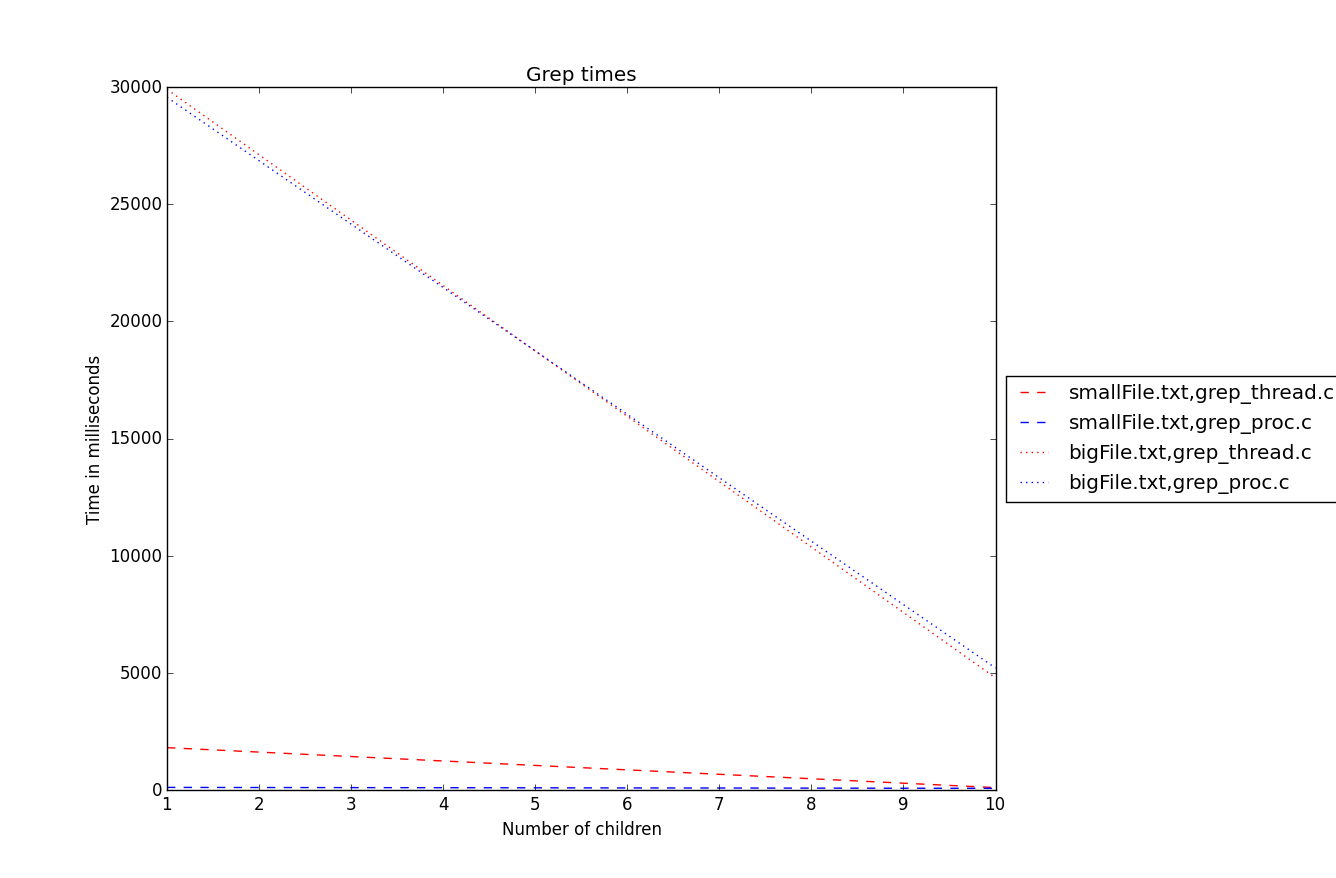 Grep times
30000
25000
20000
15000
10000
5000
0
Time in milliseconds
1 2 3 4 5 6 7 8 9 10
Number of children
smallFile.txt,grep_thread.c
smallFile.txt,grep_proc.c
bigFile.txt,grep_thread.c
bigFile.txt,grep_proc.c